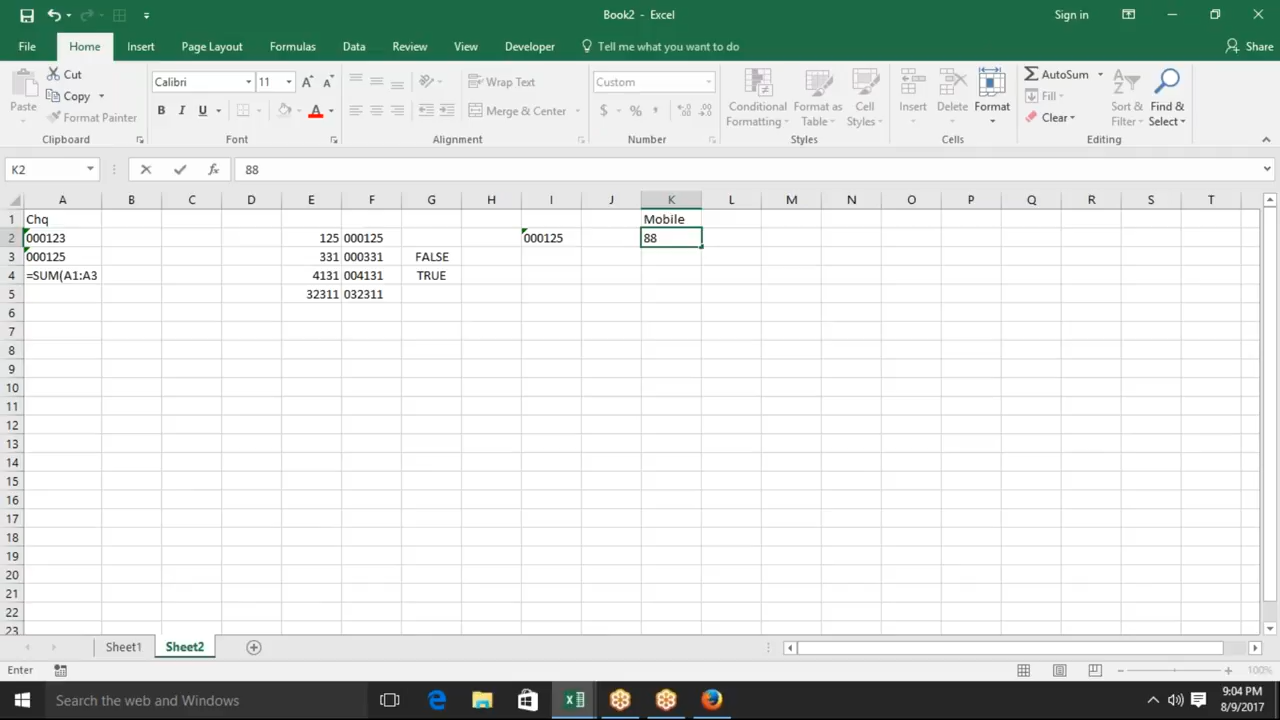 Book2 - Excel
Sign in
File Home Insert Page Layout Formulas Data Review View Developer Tell me what you want to do Share
Paste
Cut
Copy
Format Painter
Clipboard
Calibri 11
B I U
Font
Wrap Text
Merge & Center
Alignment
Custom
$ % ,
Number
Conditional Formatting
Format as Table
Cell Styles
Styles
Insert Delete Format
Cells
AutoSum
Fill
Clear
Sort & Filter
Find & Select
Editing
K2 fx 88
A B C D E F G H I J K L M N O P Q R S T
1 Chq Mobile
2 000123 125 000125 000125 88
3 000125 331 000331 FALSE
4 =SUM(A1:A3 4131 004131 TRUE
5 32311 032311
6
7
8
9
10
11
12
13
14
15
16
17
18
19
20
21
22
23
Sheet1 Sheet2
Enter 100%
Search the web and Windows
9:04 PM
8/9/2017